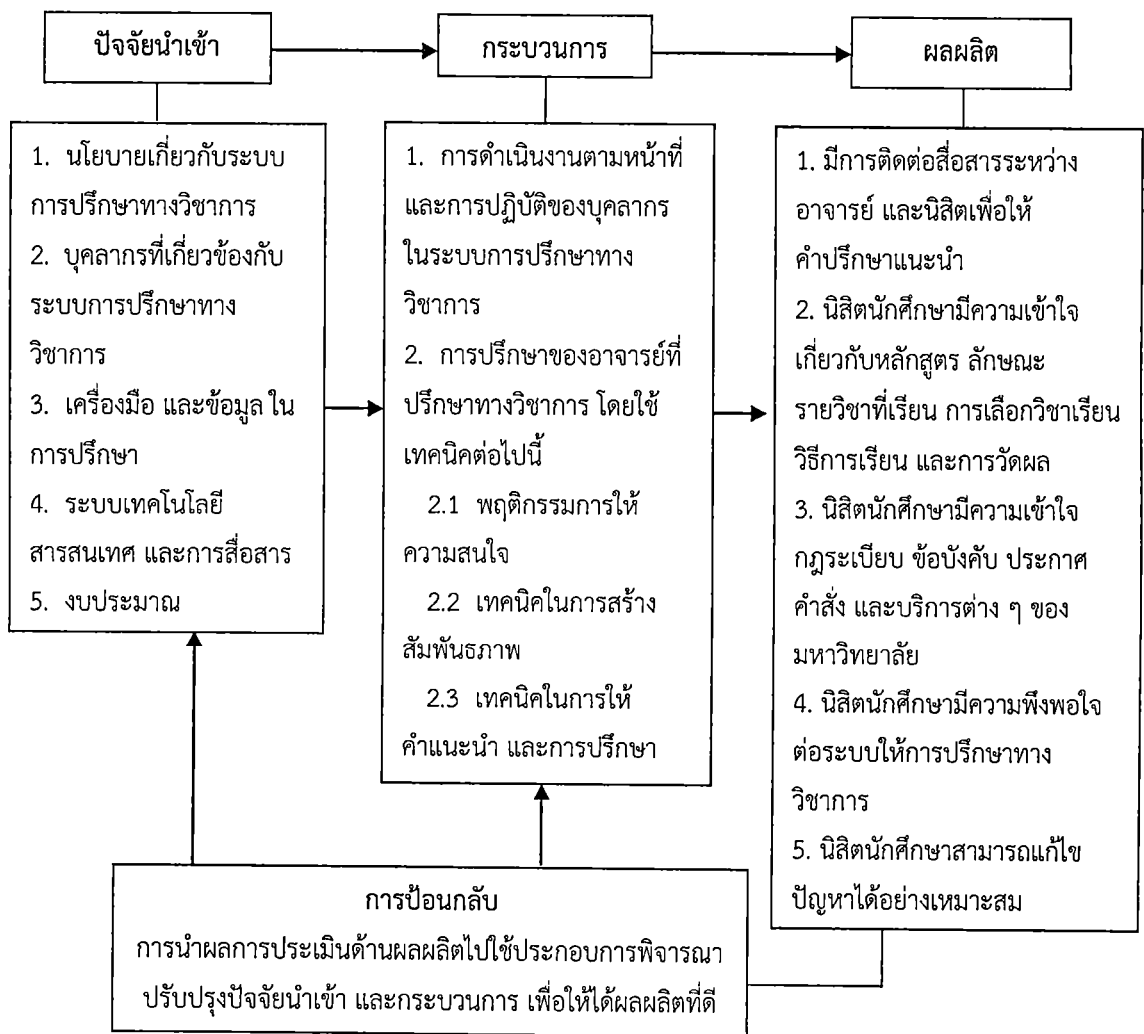 ปัจจัยนำเข้า
กระบวนการ
ผลผลิต
1. นโยบายเกี่ยวกับระบบ
การปรึกษาทางวิชาการ
2. บุคลากรที่เกี่ยวข้องกับ
ระบบการปรึกษาทาง
วิชาการ
3. เครื่องมือ และข้อมูล ใน
การปรึกษา
4. ระบบเทคโนโลยี
สารสนเทศ และการสื่อสาร
5. งบประมาณ
1. การดำเนินงานตามหน้าที่
และการปฏิบัติของบุคลากร
ในระบบการปรึกษาทาง
วิชาการ
2. การปรึกษาของอาจารย์ที่
ปรึกษาทางวิชาการ โดยใช้
เทคนิคต่อไปนี้
2.1 พฤติกรรมการให้
ความสนใจ
2.2 เทคนิคในการสร้าง
สัมพันธภาพ
2.3 เทคนิคในการให้
คำแนะนำ และการปรึกษา
1. มีการติดต่อสื่อสารระหว่าง
อาจารย์ และนิสิตเพื่อให้
คำปรึกษาแนะนำ
2. นิสิตนักศึกษามีความเข้าใจ
เกี่ยวกับหลักสูตร ลักษณะ
รายวิชาที่เรียน การเลือกวิชาเรียน
วิธีการเรียน และการวัดผล
3. นิสิตนักศึกษามีความเข้าใจ
กฎระเบียบ ข้อบังคับ ประกาศ
คำสั่ง และบริการต่าง ๆ ของ
มหาวิทยาลัย
4. นิสิตนักศึกษามีความพึงพอใจ
ต่อระบบให้การปรึกษาทาง
วิชาการ
5. นิสิตนักศึกษาสามารถแก้ไข
ปัญหาได้อย่างเหมาะสม
การป้อนกลับ
การนำผลการประเมินด้านผลผลิตไปใช้ประกอบการพิจารณา
ปรับปรุงปัจจัยนำเข้า และกระบวนการ เพื่อให้ได้ผลผลิตที่ดี